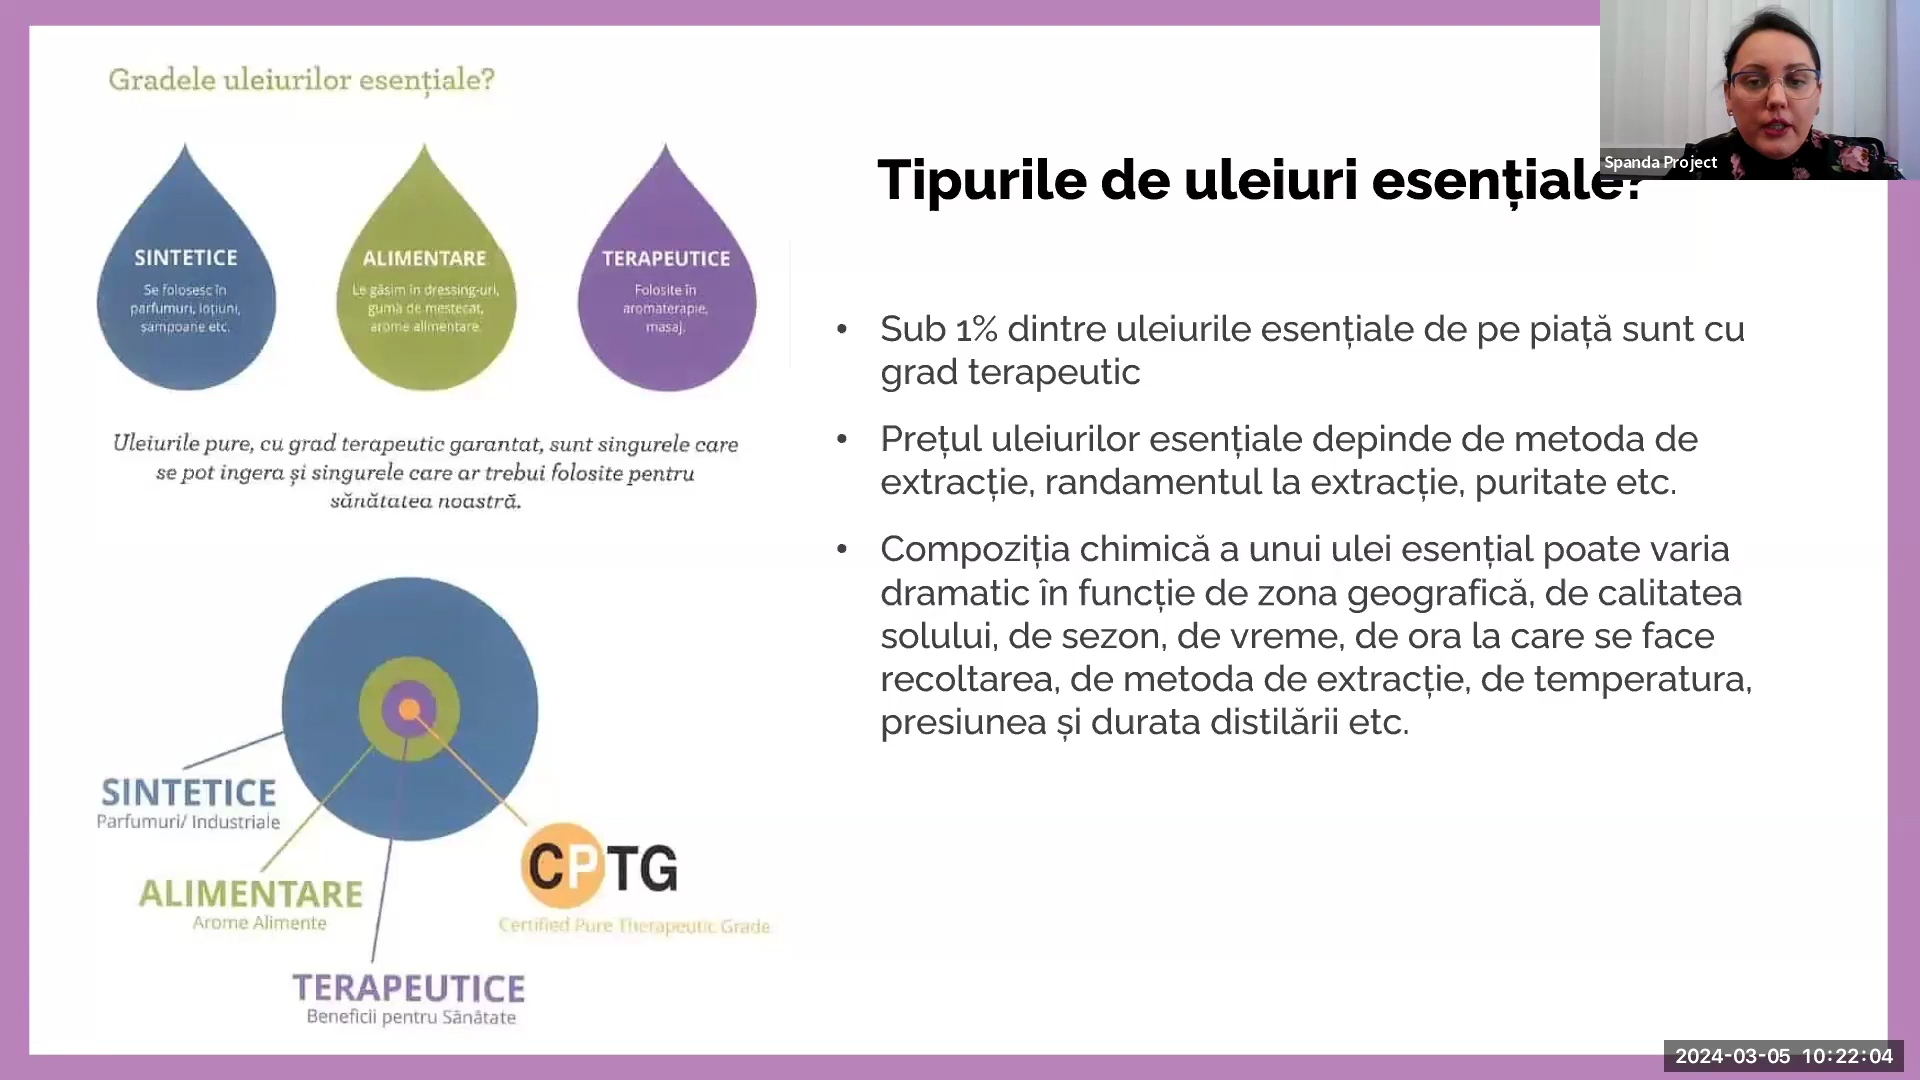 Gradele uleiurilor esențiale?
SINTETICE
Se folosesc în
parfumuri, loțiuni,
șampoane etc.
ALIMENTARE
Le găsim în dressing-uri,
gumă de mestecat,
arome alimentare.
TERAPEUTICE
Folosite în
aromaterapie,
masaj.
Uleiurile pure, cu grad terapeutic garantat, sunt singurele care
se pot ingera și singurele care ar trebui folosite pentru
sănătatea noastră.
SINTETICE
Parfumuri/ Industriale
ALIMENTARE
Arome Alimente
TERAPEUTICE
Beneficii pentru Sănătate
CPTG
Certified Pure Therapeutic Grade
Tipurile de uleiuri esențiale?
• Sub 1% dintre uleiurile esențiale de pe piață sunt cu
grad terapeutic
• Prețul uleiurilor esențiale depinde de metoda de
extracție, randamentul la extracție, puritate etc.
• Compoziția chimică a unui ulei esențial poate varia
dramatic în funcție de zona geografică, de calitatea
solului, de sezon, de vreme, de ora la care se face
recoltarea, de metoda de extracție, de temperatura,
presiunea și durata distilării etc.
Spanda Project
2024-03-05 10:22:04